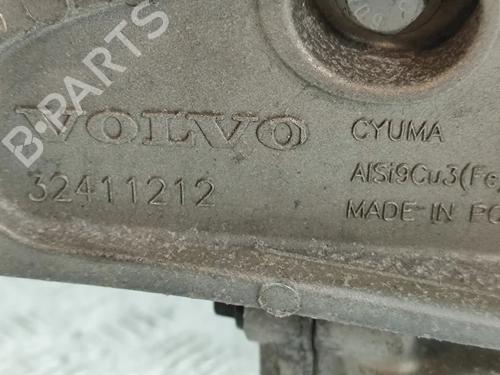 B-PARTS
VOLVO
32411212
CYUMA
AlSi9Cu3(Fe
MADE IN PO